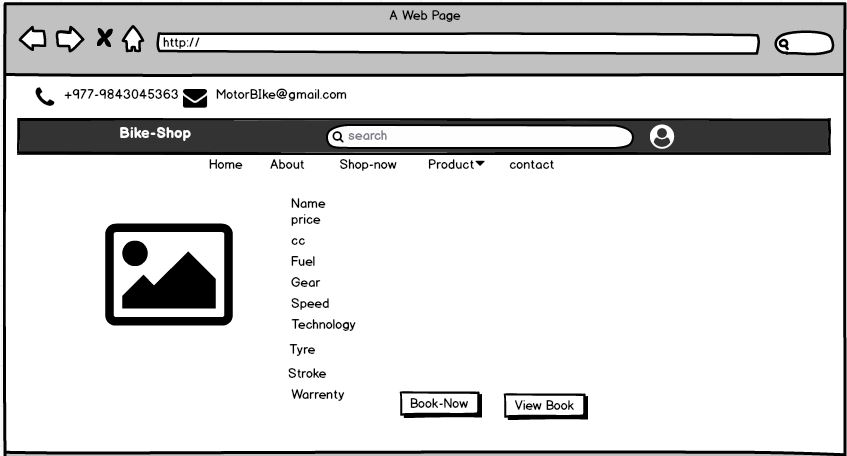 A Web Page
http://
+977-9843045363 MotorBIke@gmail.com
Bike-Shop search
Home About Shop-now Product contact
Name
price
cc
Fuel
Gear
Speed
Technology
Tyre
Stroke
Warrenty
Book-Now View Book